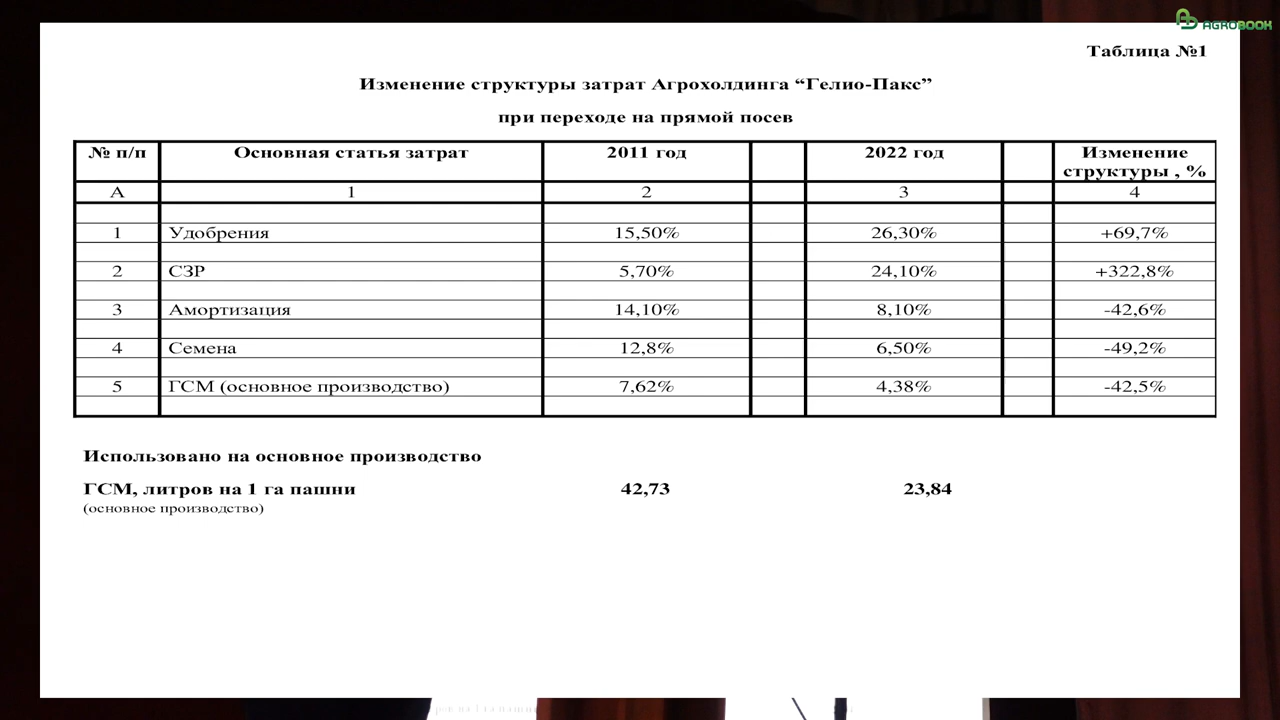 AGROBOOK
Таблица №1
Изменение структуры затрат Агрохолдинга “Гелио-Пакс”
при переходе на прямой посев
№ п/п Основная статья затрат 2011 год 2022 год Изменение структуры , %
А 1 2 3 4
1 Удобрения 15,50% 26,30% +69,7%
2 СЗР 5,70% 24,10% +322,8%
3 Амортизация 14,10% 8,10% -42,6%
4 Семена 12,8% 6,50% -49,2%
5 ГСМ (основное производство) 7,62% 4,38% -42,5%
Использовано на основное производство
ГСМ, литров на 1 га пашни 42,73 23,84
(основное производство)